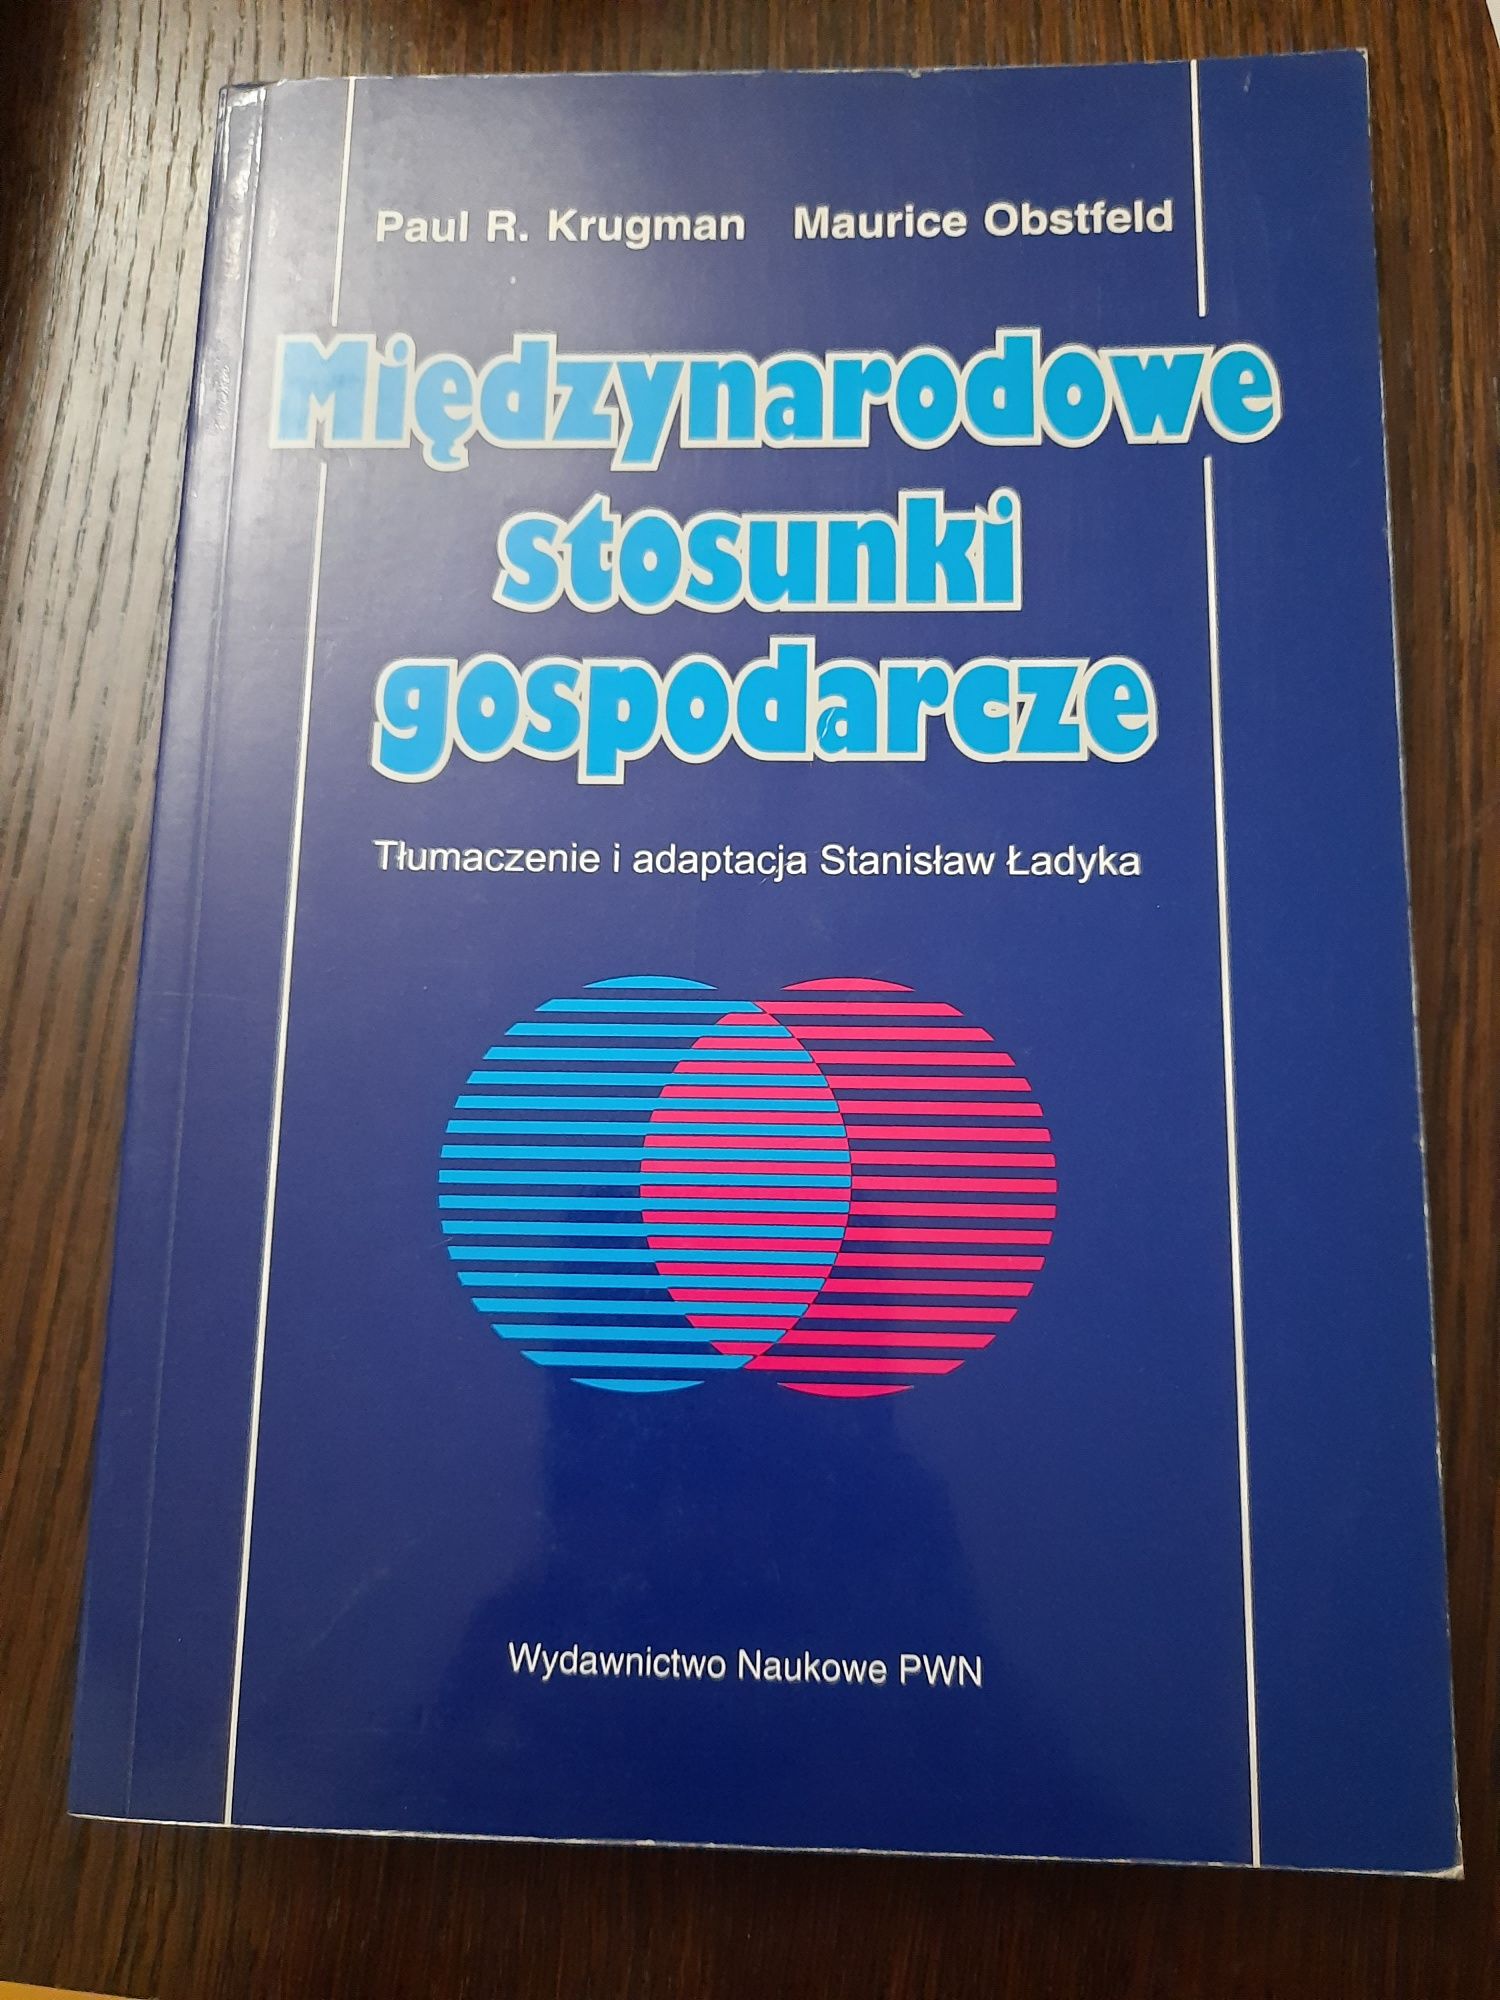 Paul R. Krugman Maurice Obstfeld
Międzynarodowe
stosunki
gospodarcze
Tłumaczenie i adaptacja Stanisław Ładyka
Wydawnictwo Naukowe PWN